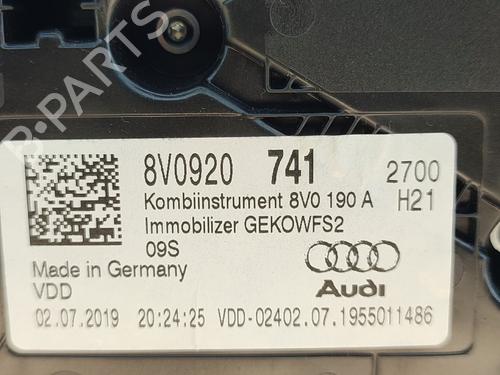 B-PARTS
8V0920 741 2700
Kombiinstrument 8V0 190 A H21
Immobilizer GEKOWFS2
09S
Made in Germany
VDD
Audi
02.07.2019 20:24:25 VDD-02402.07.1955011486